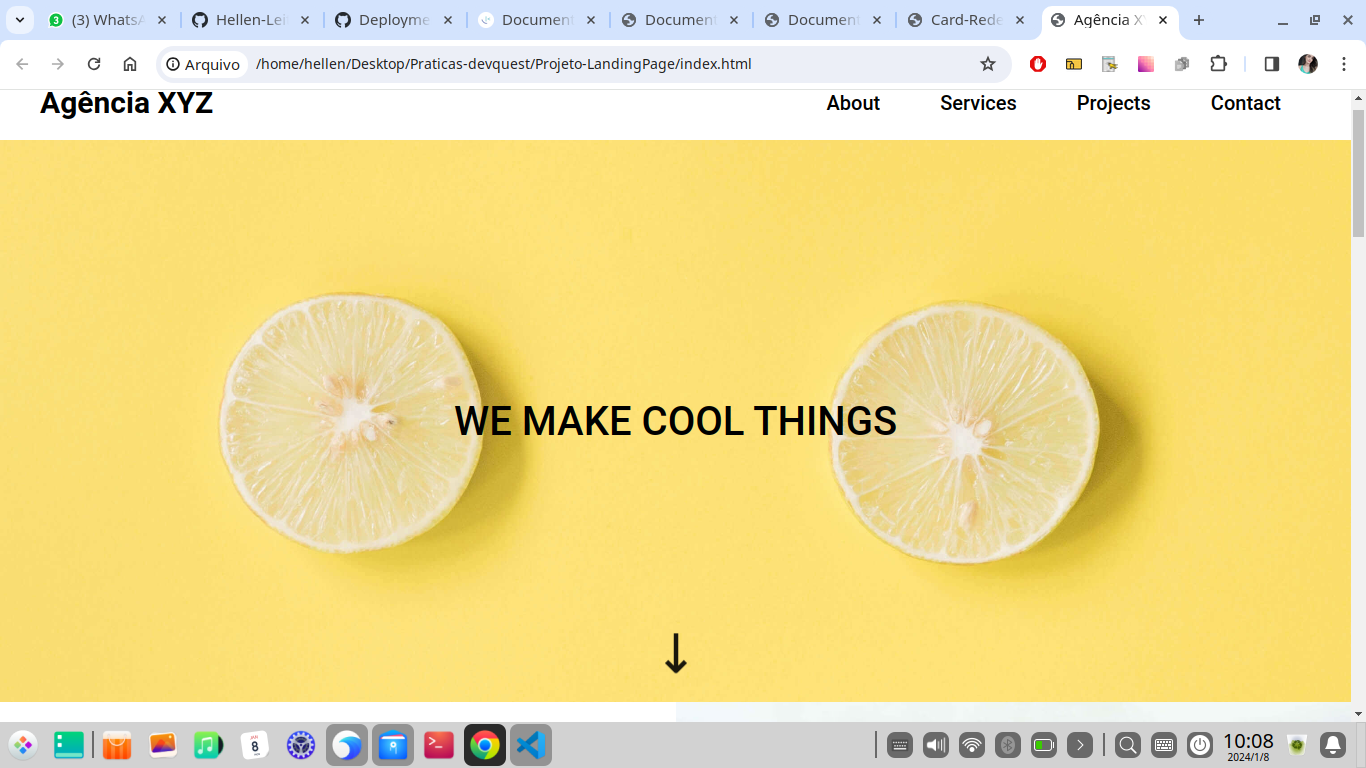 (3) WhatsA
Hellen-Lei
Deployme
Document
Document
Document
Card-Rede
Agência X
Arquivo
/home/hellen/Desktop/Praticas-devquest/Projeto-LandingPage/index.html
Agência XYZ
About
Services
Projects
Contact
WE MAKE COOL THINGS
JAN
8
10:08
2024/1/8